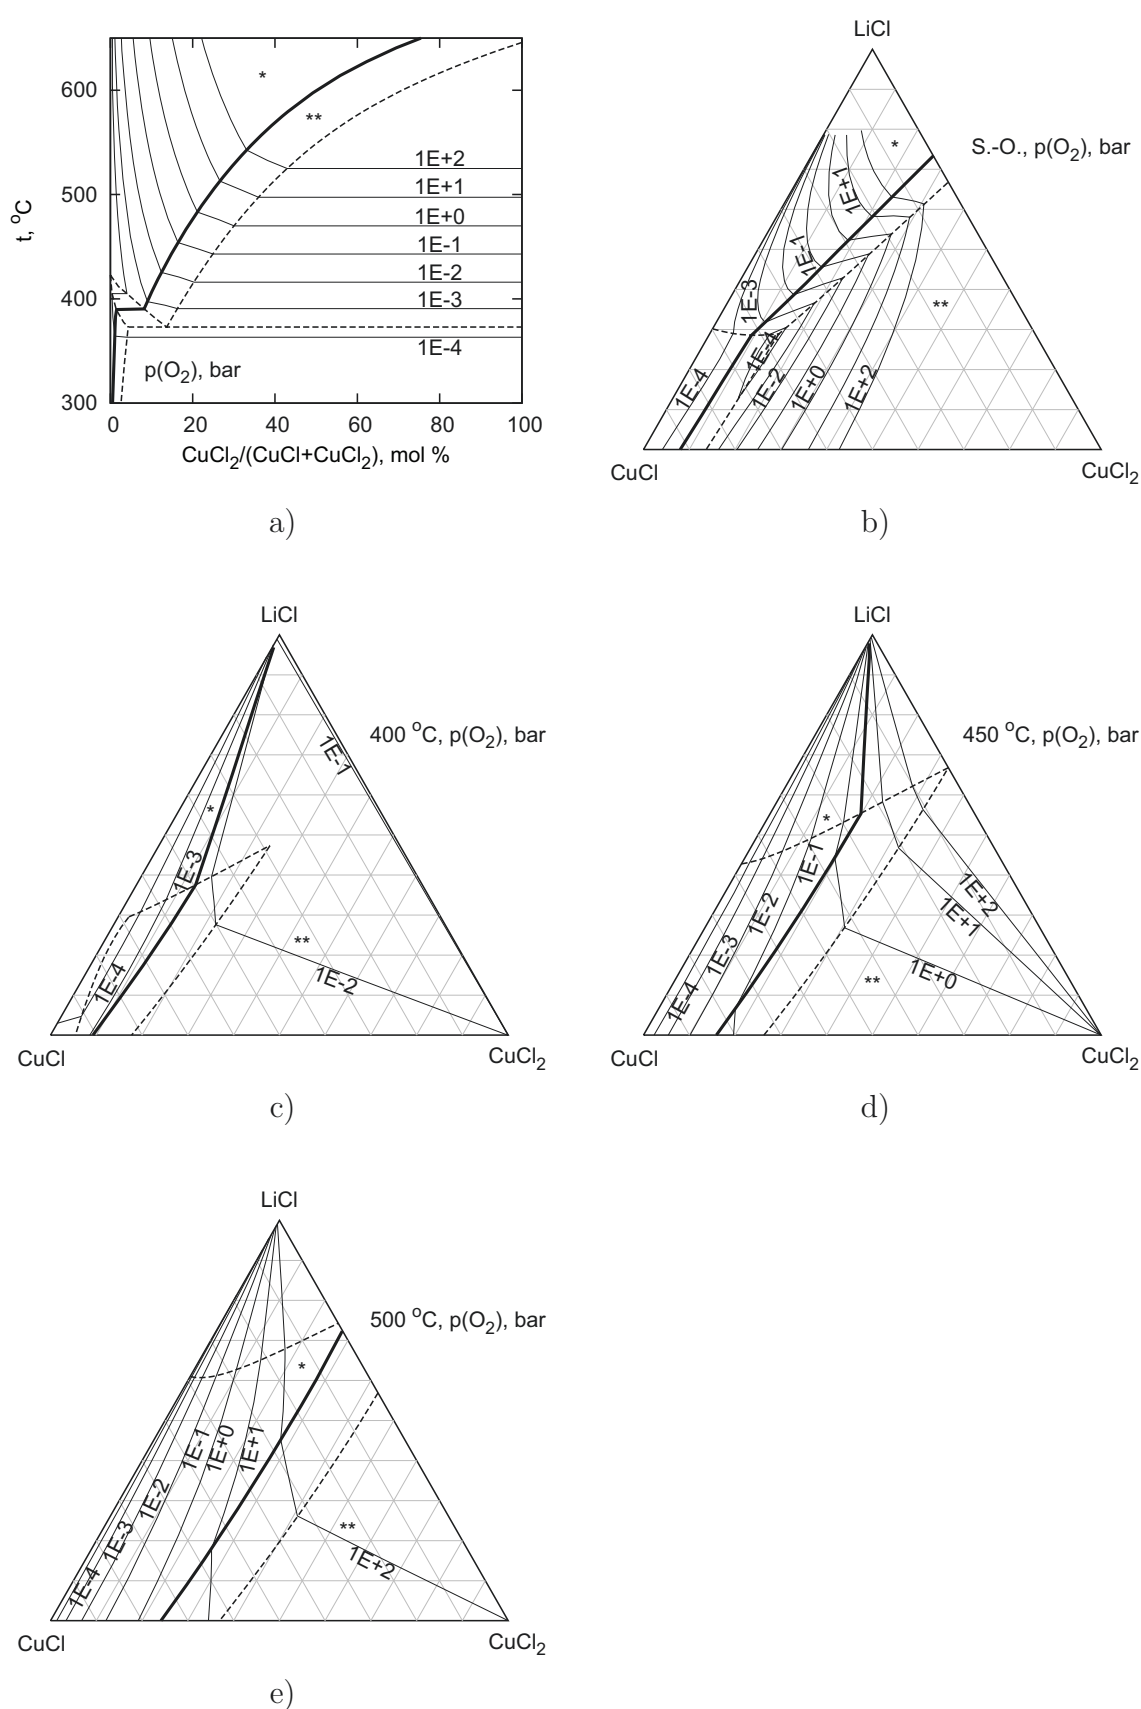 600
500
400
300
t, °C
0 20 40 60 80 100
CuCl₂/(CuCl+CuCl₂), mol %
*
**
1E+2
1E+1
1E+0
1E-1
1E-2
1E-3
1E-4
p(O₂), bar
a)
LiCl
S.-O., p(O₂), bar
*
1E+1
1E-1
1E-3
**
1E-4
1E-4
1E-2
1E+0
1E+2
CuCl
CuCl₂
b)
LiCl
400 °C, p(O₂), bar
1E-1
*
1E-3
**
1E-4
1E-2
CuCl
CuCl₂
c)
LiCl
450 °C, p(O₂), bar
*
1E-1
1E+2
1E-2
1E+1
1E-3
1E+0
**
1E-4
CuCl
CuCl₂
d)
LiCl
500 °C, p(O₂), bar
*
1E-1
1E+0
1E+1
1E-2
**
1E-3
1E+2
1E-4
CuCl
CuCl₂
e)